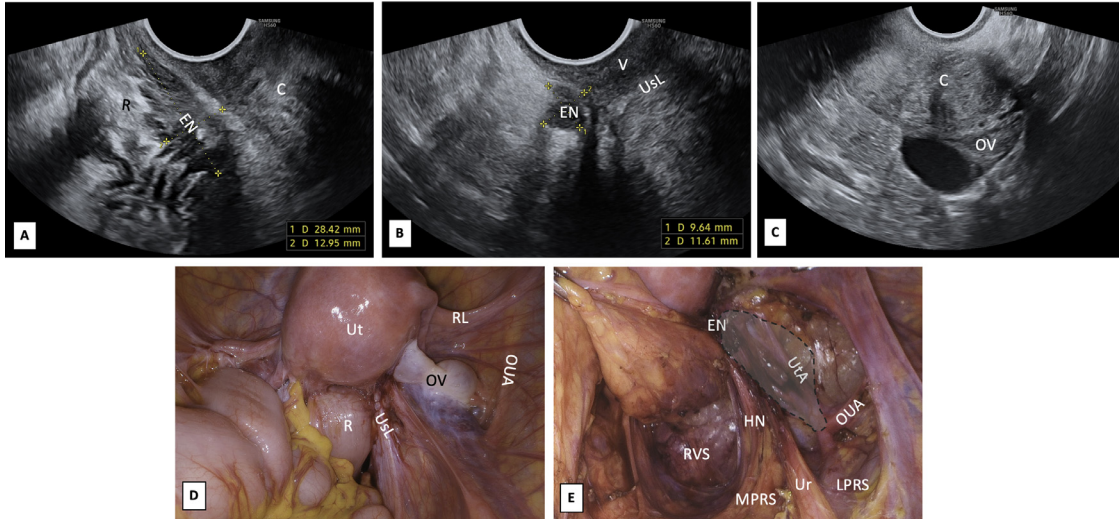 SAMSUNG
HS60
R
EN
C
A
1 D 28.42 mm
2 D 12.95 mm
SAMSUNG
HS60
V
UsL
EN
B
1 D 9.64 mm
2 D 11.61 mm
SAMSUNG
HS60
C
OV
C
Ut
RL
OV
OUA
R
UsL
D
EN
UtA
OUA
HN
RVS
Ur
LPRS
MPRS
E